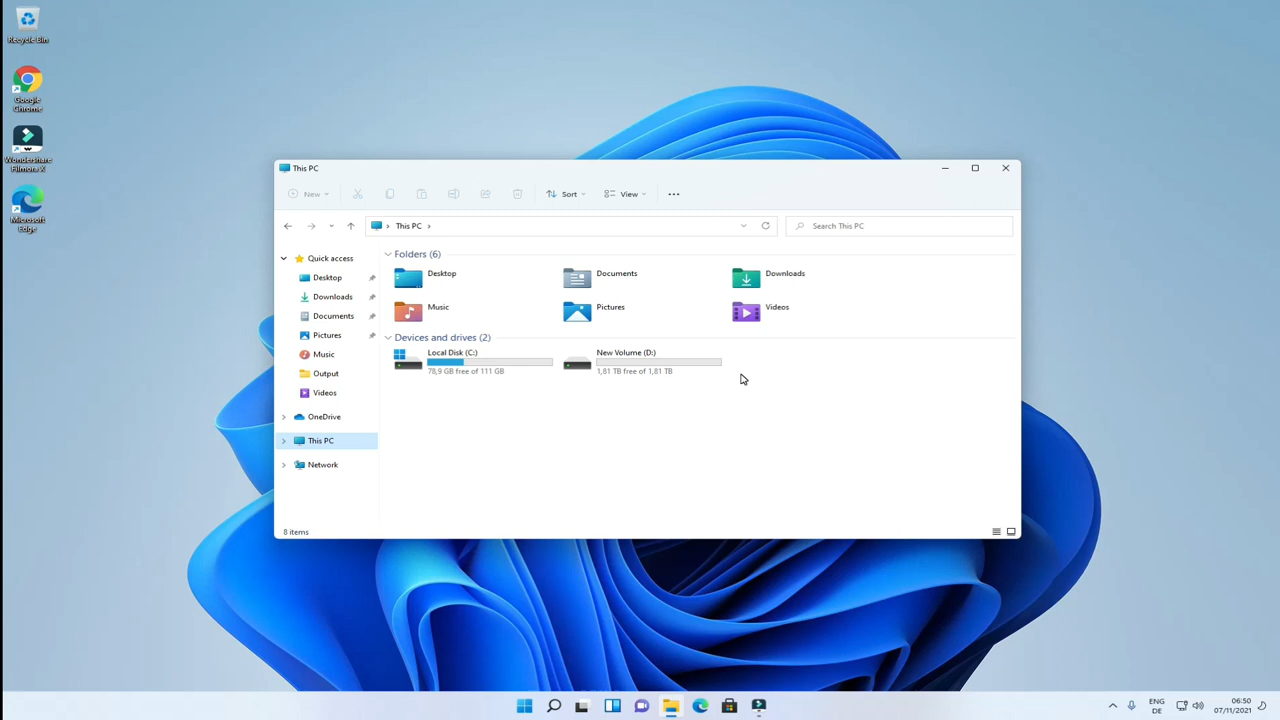 Recycle Bin
Google
Chrome
Wondershare
Filmora X
Microsoft
Edge
This PC
New
Sort
View
This PC
Search This PC
Quick access
Desktop
Downloads
Documents
Pictures
Music
Output
Videos
OneDrive
This PC
Network
Folders (6)
Desktop
Documents
Downloads
Music
Pictures
Videos
Devices and drives (2)
Local Disk (C:)
78,9 GB free of 111 GB
New Volume (D:)
1,81 TB free of 1,81 TB
8 items
ENG
DE
06:50
07/11/2021